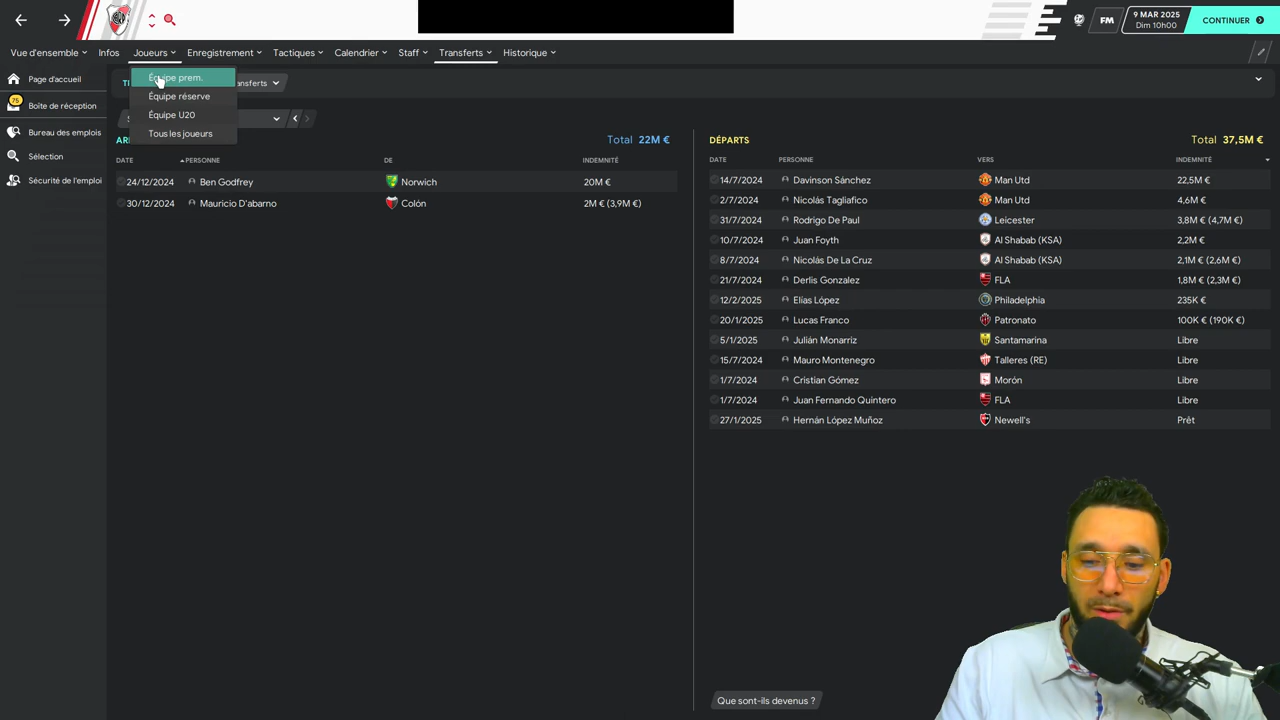 FM
9 MAR 2025
Dim 10h00
CONTINUER
Vue d'ensemble
Infos
Joueurs
Enregistrement
Tactiques
Calendrier
Staff
Transferts
Historique
Page d'accueil
75
Boîte de réception
Bureau des emplois
Sélection
Sécurité de l'emploi
Équipe prem.
Équipe réserve
Équipe U20
Tous les joueurs
Total 22M €
DATE PERSONNE DE INDEMNITÉ
24/12/2024 Ben Godfrey Norwich 20M €
30/12/2024 Mauricio D'abarno Colón 2M € (3,9M €)
DÉPARTS Total 37,5M €
DATE PERSONNE VERS INDEMNITÉ
14/7/2024 Davinson Sánchez Man Utd 22,5M €
2/7/2024 Nicolás Tagliafico Man Utd 4,6M €
31/7/2024 Rodrigo De Paul Leicester 3,8M € (4,7M €)
10/7/2024 Juan Foyth Al Shabab (KSA) 2,2M €
8/7/2024 Nicolás De La Cruz Al Shabab (KSA) 2,1M € (2,6M €)
21/7/2024 Derlis Gonzalez FLA 1,8M € (2,3M €)
12/2/2025 Elías López Philadelphia 235K €
20/1/2025 Lucas Franco Patronato 100K € (190K €)
5/1/2025 Julián Monarriz Santamarina Libre
15/7/2024 Mauro Montenegro Talleres (RE) Libre
1/7/2024 Cristian Gómez Morón Libre
1/7/2024 Juan Fernando Quintero FLA Libre
27/1/2025 Hernán López Muñoz Newell's Prêt
Que sont-ils devenus ?